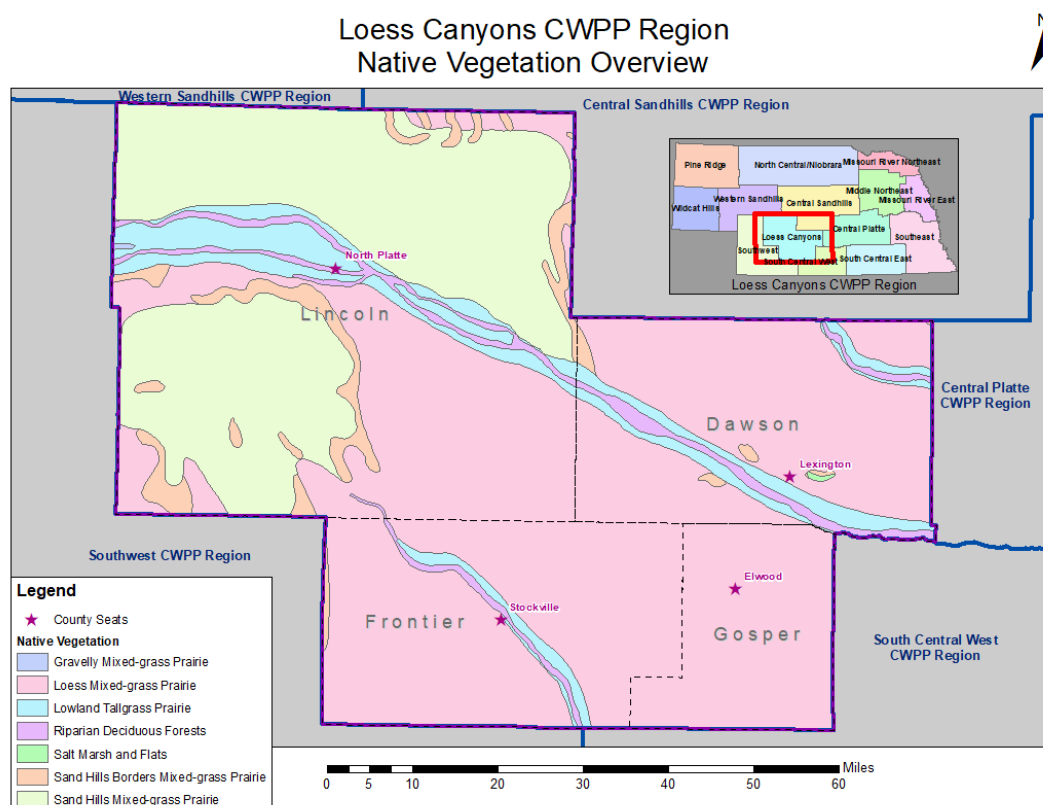 Loess Canyons CWPP Region
Native Vegetation Overview
N
Western Sandhills CWPP Region
Central Sandhills CWPP Region
Pine Ridge
North Central/Niobrara
Missouri River Northeast
Wildcat Hills
Western Sandhills
Central Sandhills
Middle Northeast
Missouri River East
Loess Canyons
Central Platte
Southeast
Southwest
South Central West
South Central East
Loess Canyons CWPP Region
North Platte
Lincoln
Central Platte
CWPP Region
Dawson
Lexington
Southwest CWPP Region
Elwood
Stockville
Frontier
Gosper
South Central West
CWPP Region
Legend
County Seats
Native Vegetation
Gravelly Mixed-grass Prairie
Loess Mixed-grass Prairie
Lowland Tallgrass Prairie
Riparian Deciduous Forests
Salt Marsh and Flats
Sand Hills Borders Mixed-grass Prairie
Sand Hills Mixed-grass Prairie
Miles
0 5 10 20 30 40 50 60